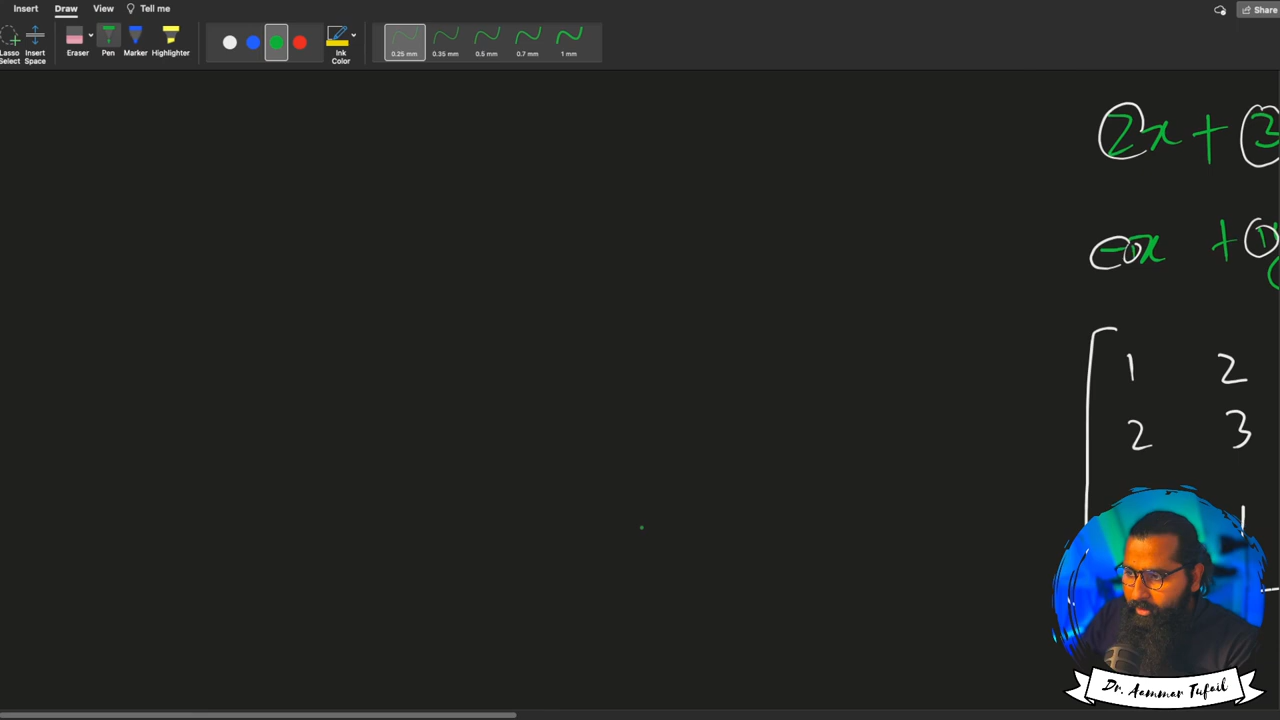 Insert Draw View Tell me
Share
Lasso Select
Insert Space
Eraser
Pen
Marker
Highlighter
Ink Color
0.25 mm
0.35 mm
0.5 mm
0.7 mm
1 mm
2x + 3
x +
1 2
2 3
Dr. Aammar Tufail